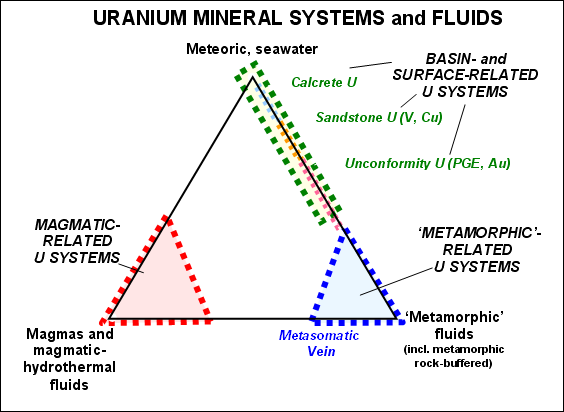 URANIUM MINERAL SYSTEMS and FLUIDS
Meteoric, seawater
BASIN- and
SURFACE-RELATED
U SYSTEMS
Calcrete U
Sandstone U (V, Cu)
Unconformity U (PGE, Au)
MAGMATIC-
RELATED
U SYSTEMS
‘METAMORPHIC’-
RELATED
U SYSTEMS
Magmas and
magmatic-
hydrothermal
fluids
Metasomatic
Vein
‘Metamorphic’
fluids
(incl. metamorphic
rock-buffered)